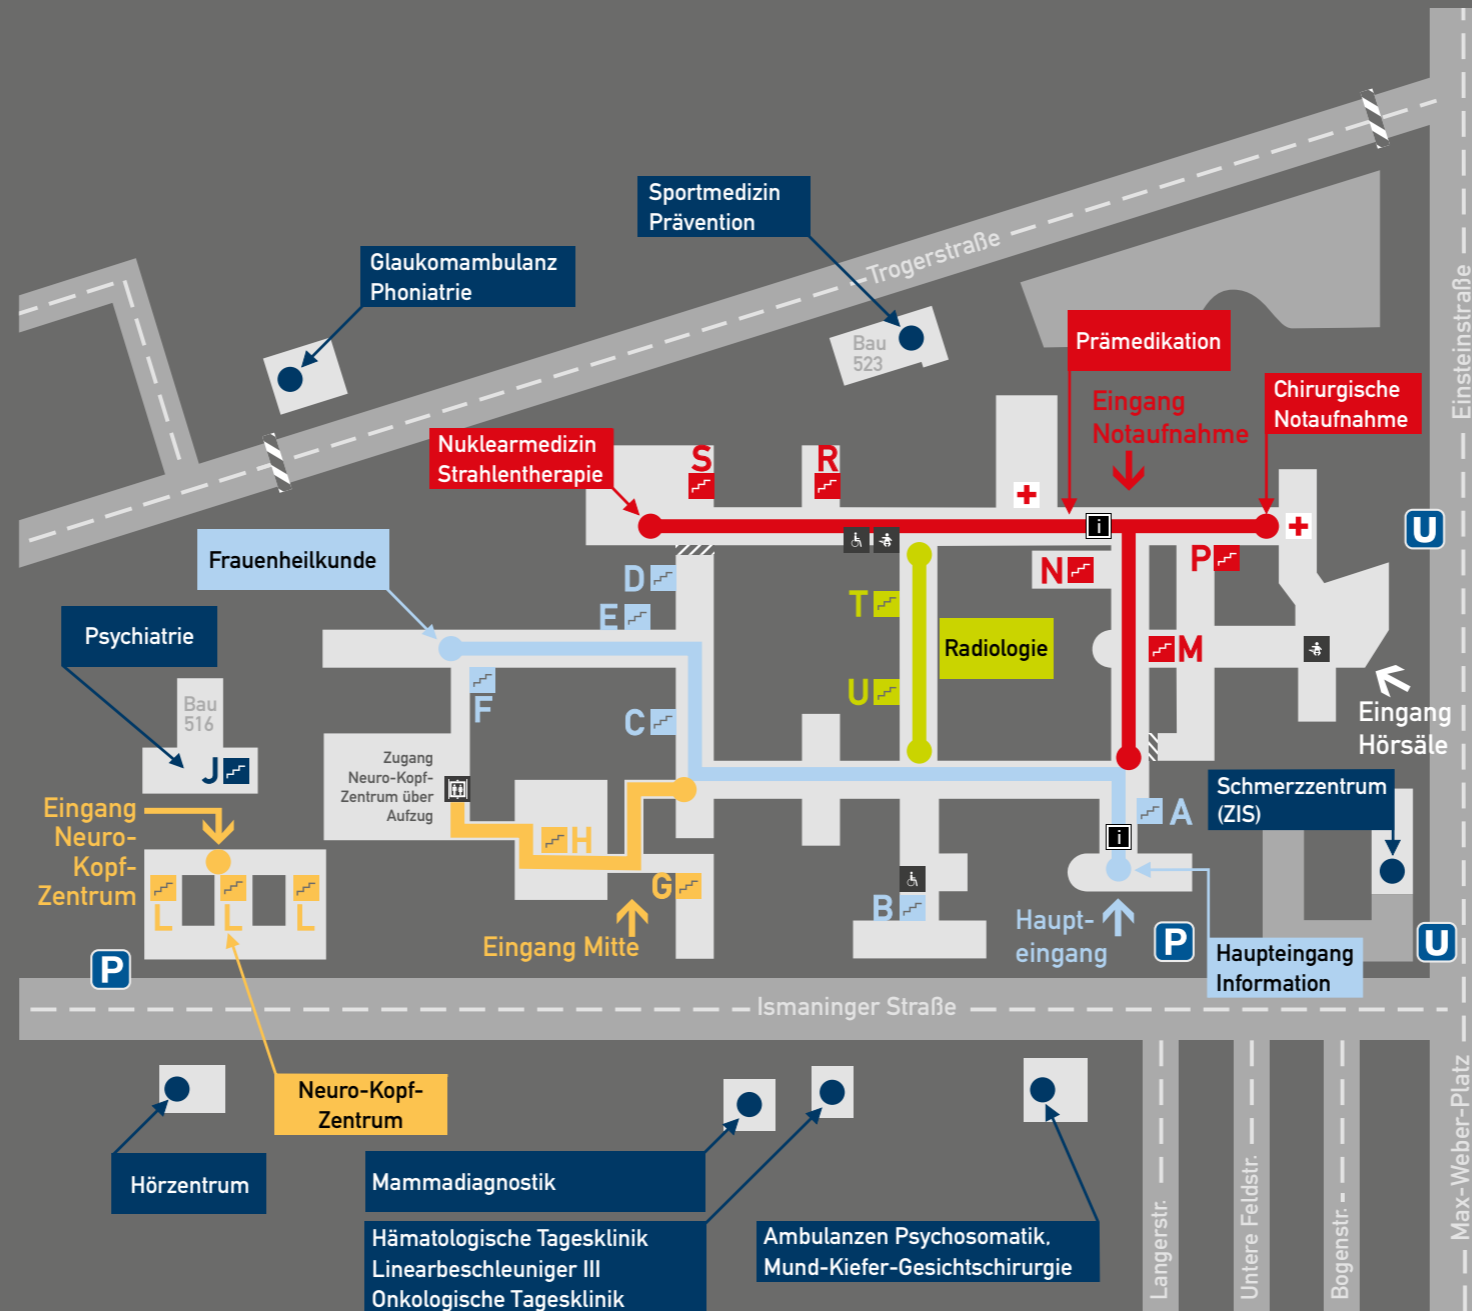 Sportmedizin
Prävention
Trogerstraße
Einsteinstraße
Glaukomambulanz
Phoniatrie
Bau
523
Prämedikation
Eingang
Notaufnahme
Chirurgische
Notaufnahme
Nuklearmedizin
Strahlentherapie
S
R
i
U
Frauenheilkunde
D
E
T
N
P
Psychiatrie
Radiologie
M
U
F
C
Bau
516
J
Eingang
Hörsäle
Zugang
Neuro-Kopf-
Zentrum über
Aufzug
Schmerzzentrum
(ZIS)
Eingang
Neuro-
Kopf-
Zentrum
H
A
i
L
L
L
G
B
Eingang Mitte
Haupt-
eingang
P
P
U
Haupteingang
Information
Ismaninger Straße
Neuro-Kopf-
Zentrum
Hörzentrum
Mammadiagnostik
Hämatologische Tagesklinik
Linearbeschleuniger III
Onkologische Tagesklinik
Ambulanzen Psychosomatik,
Mund-Kiefer-Gesichtschirurgie
Langerstr.
Untere Feldstr.
Bogenstr.
Max-Weber-Platz